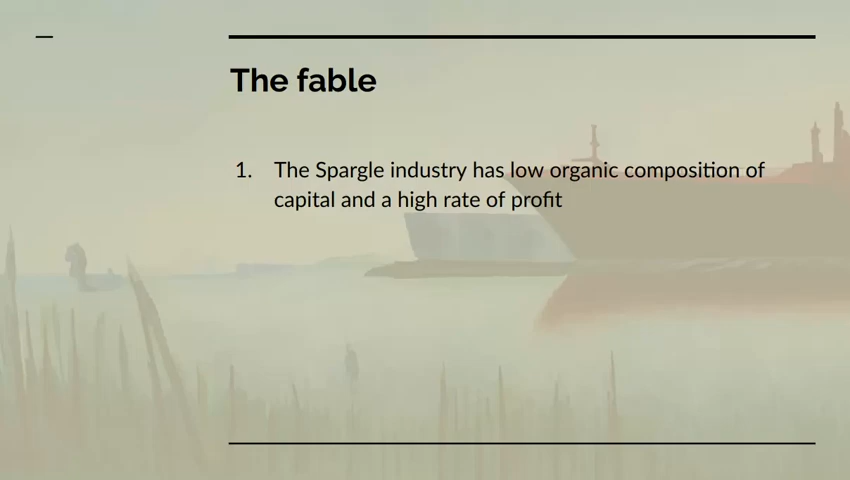 The fable
1. The Spargle industry has low organic composition of
capital and a high rate of profit